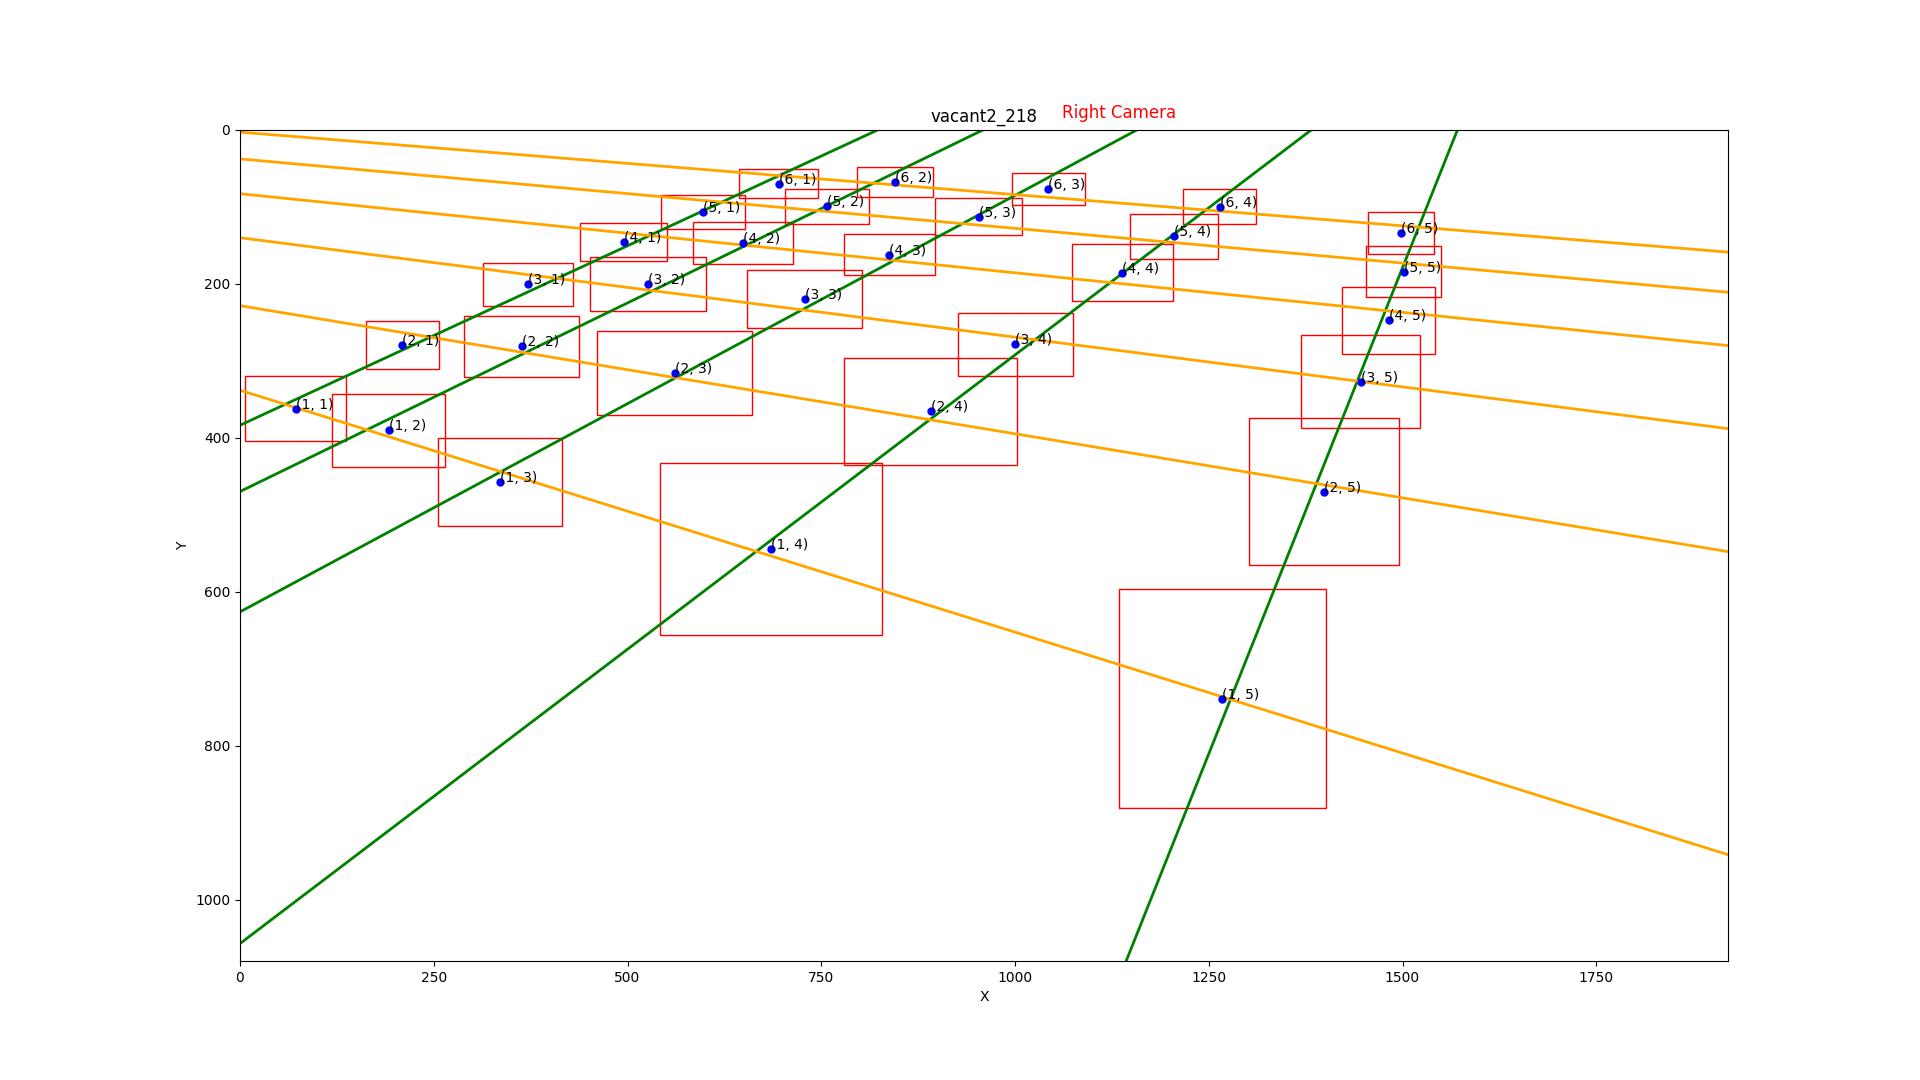 vacant2_218 Right Camera
0
200
400
600
800
1000
Y
(6, 1) (6, 2) (6, 3) (6, 4) (6, 5)
(5, 1) (5, 2) (5, 3) (5, 4) (5, 5)
(4, 1) (4, 2) (4, 3) (4, 4) (4, 5)
(3, 1) (3, 2) (3, 3) (3, 4) (3, 5)
(2, 1) (2, 2) (2, 3) (2, 4) (2, 5)
(1, 1) (1, 2) (1, 3) (1, 4) (1, 5)
0 250 500 750 1000 1250 1500 1750
X